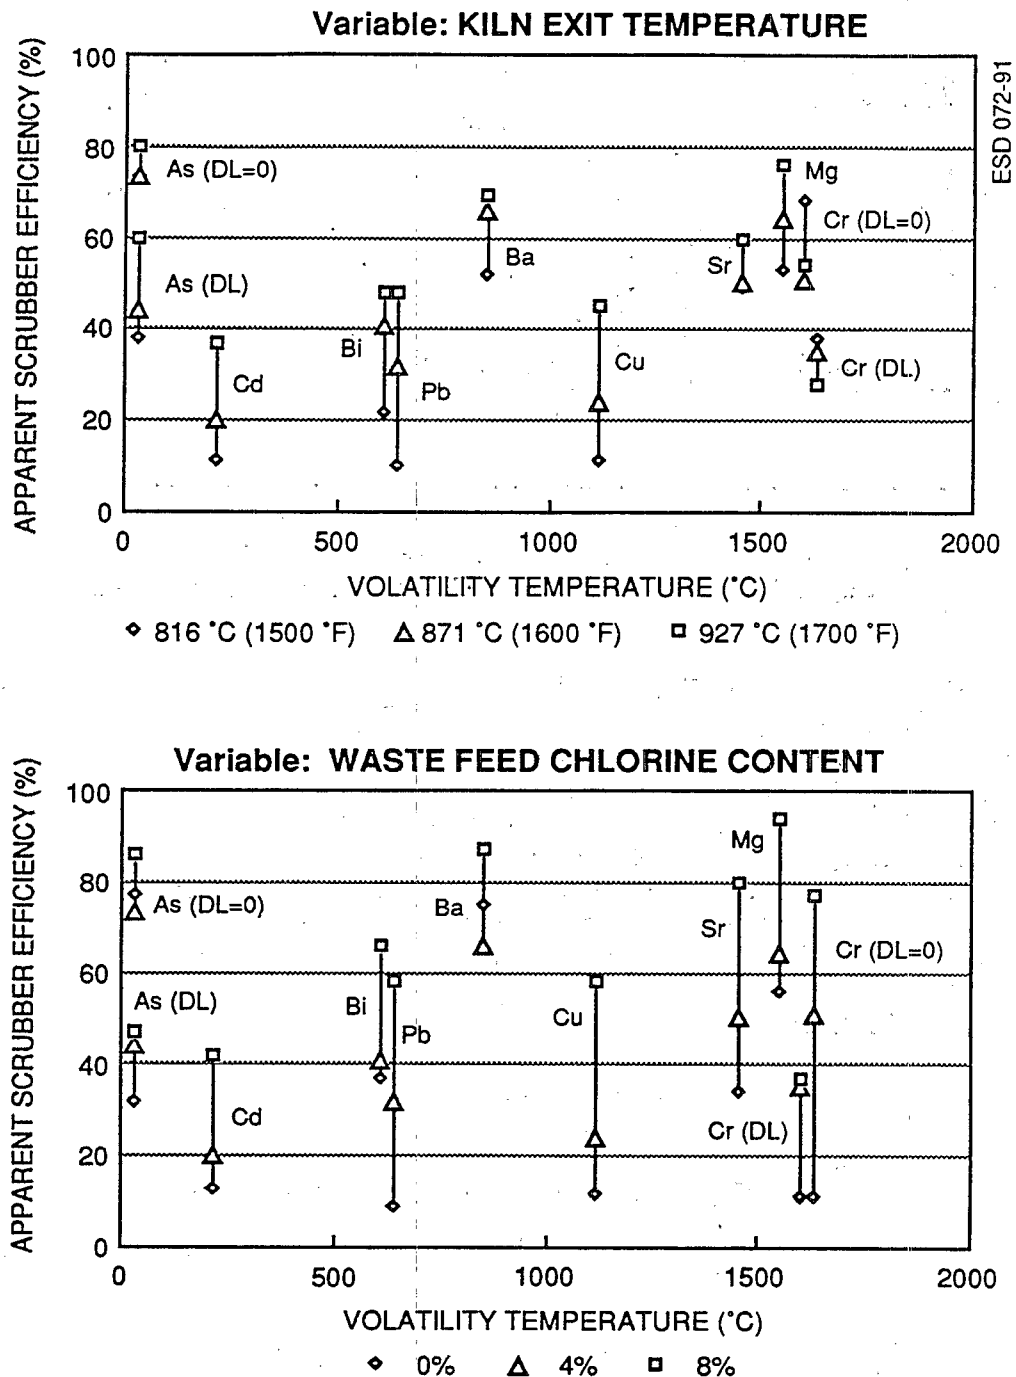 Variable: KILN EXIT TEMPERATURE
ESD 072-91
APPARENT SCRUBBER EFFICIENCY (%)
100
80
60
40
20
0
As (DL=0)
As (DL)
Cd
Bi
Pb
Ba
Cu
Sr
Mg
Cr (DL=0)
Cr (DL)
0 500 1000 1500 2000
VOLATILITY TEMPERATURE (°C)
816 °C (1500 °F) 871 °C (1600 °F) 927 °C (1700 °F)
Variable: WASTE FEED CHLORINE CONTENT
APPARENT SCRUBBER EFFICIENCY (%)
100
80
60
40
20
0
As (DL=0)
As (DL)
Cd
Bi
Pb
Ba
Cu
Sr
Mg
Cr (DL=0)
Cr (DL)
0 500 1000 1500 2000
VOLATILITY TEMPERATURE (°C)
0% 4% 8%